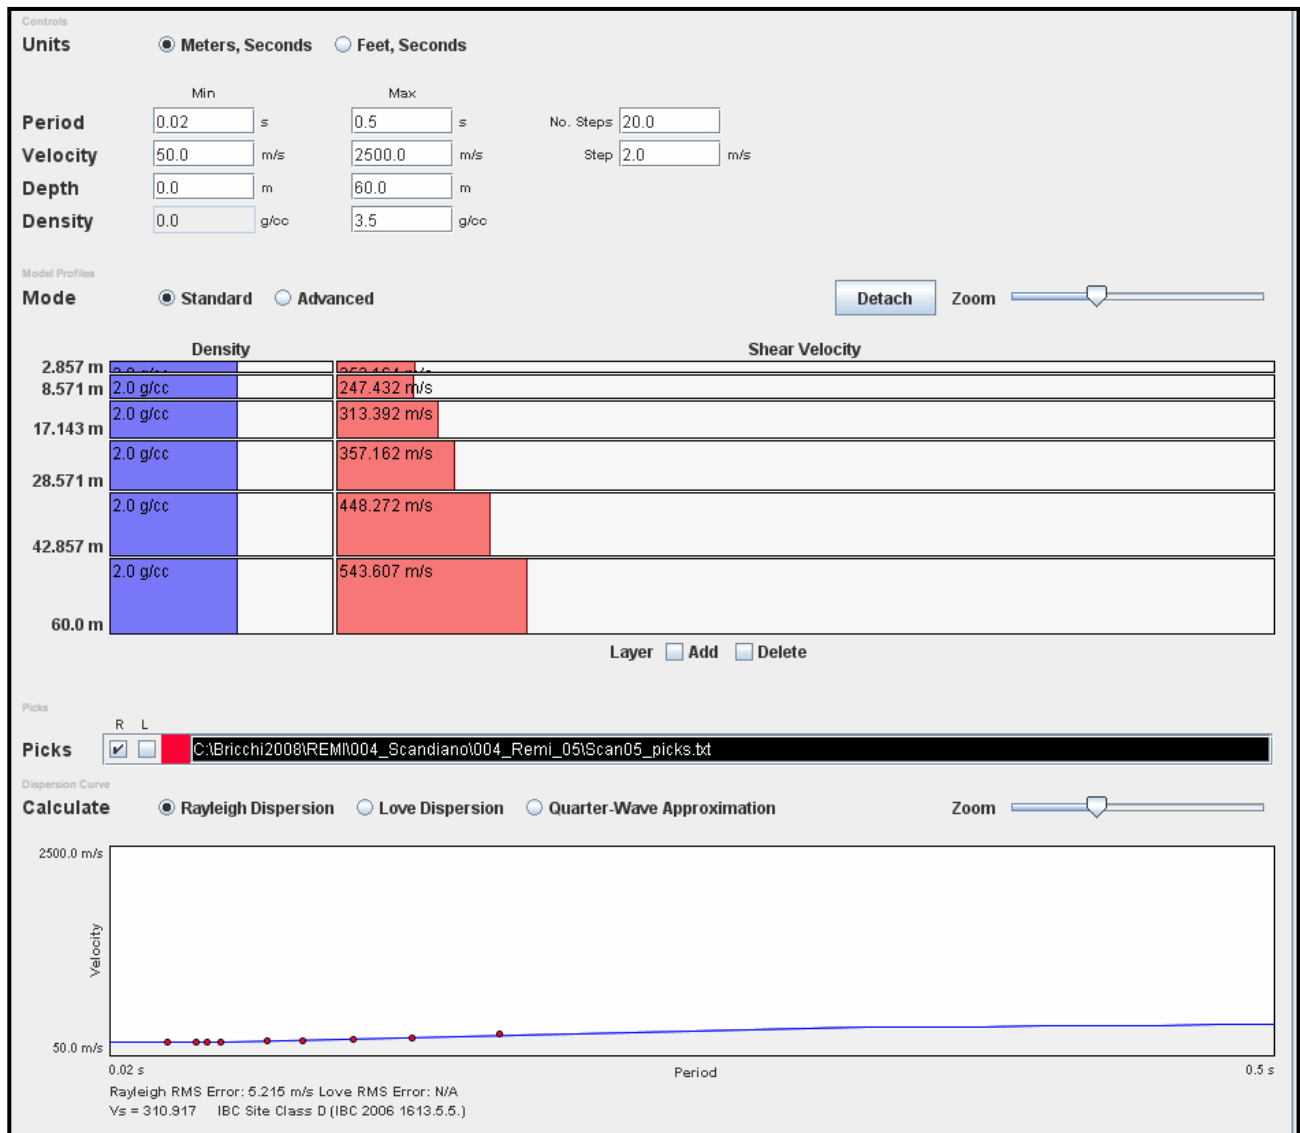 Controls
Units Meters, Seconds Feet, Seconds
Min Max
Period 0.02 s 0.5 s No. Steps 20.0
Velocity 50.0 m/s 2500.0 m/s Step 2.0 m/s
Depth 0.0 m 60.0 m
Density 0.0 g/cc 3.5 g/cc
Model Profiles
Mode Standard Advanced Detach Zoom
Density Shear Velocity
2.857 m
8.571 m 2.0 g/cc 247.432 m/s
2.0 g/cc 313.392 m/s
17.143 m
2.0 g/cc 357.162 m/s
28.571 m
2.0 g/cc 448.272 m/s
42.857 m
2.0 g/cc 543.607 m/s
60.0 m
Layer Add Delete
Picks
R L
Picks C:\Bricchi2008\REMI\004_Scandiano\004_Remi_05\Scan05_picks.txt
Dispersion Curve
Calculate Rayleigh Dispersion Love Dispersion Quarter-Wave Approximation Zoom
2500.0 m/s
Velocity
50.0 m/s
0.02 s Period 0.5 s
Rayleigh RMS Error: 5.215 m/s Love RMS Error: N/A
Vs = 310.917 IBC Site Class D (IBC 2006 1613.5.5.)